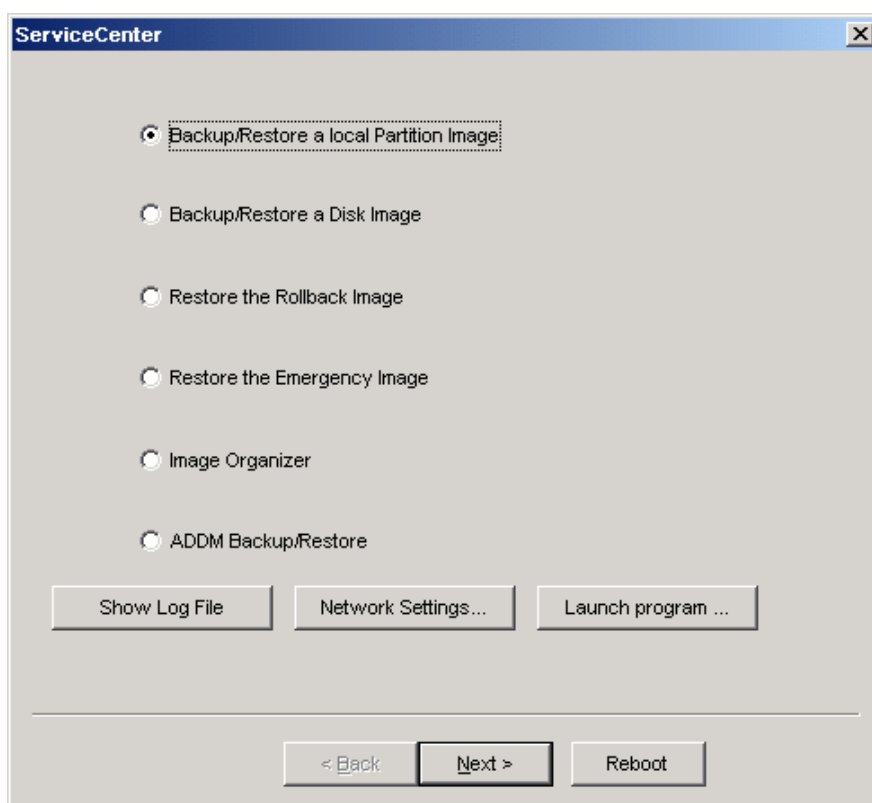 ServiceCenter
Backup/Restore a local Partition Image
Backup/Restore a Disk Image
Restore the Rollback Image
Restore the Emergency Image
Image Organizer
ADDM Backup/Restore
Show Log File
Network Settings...
Launch program ...
< Back
Next >
Reboot